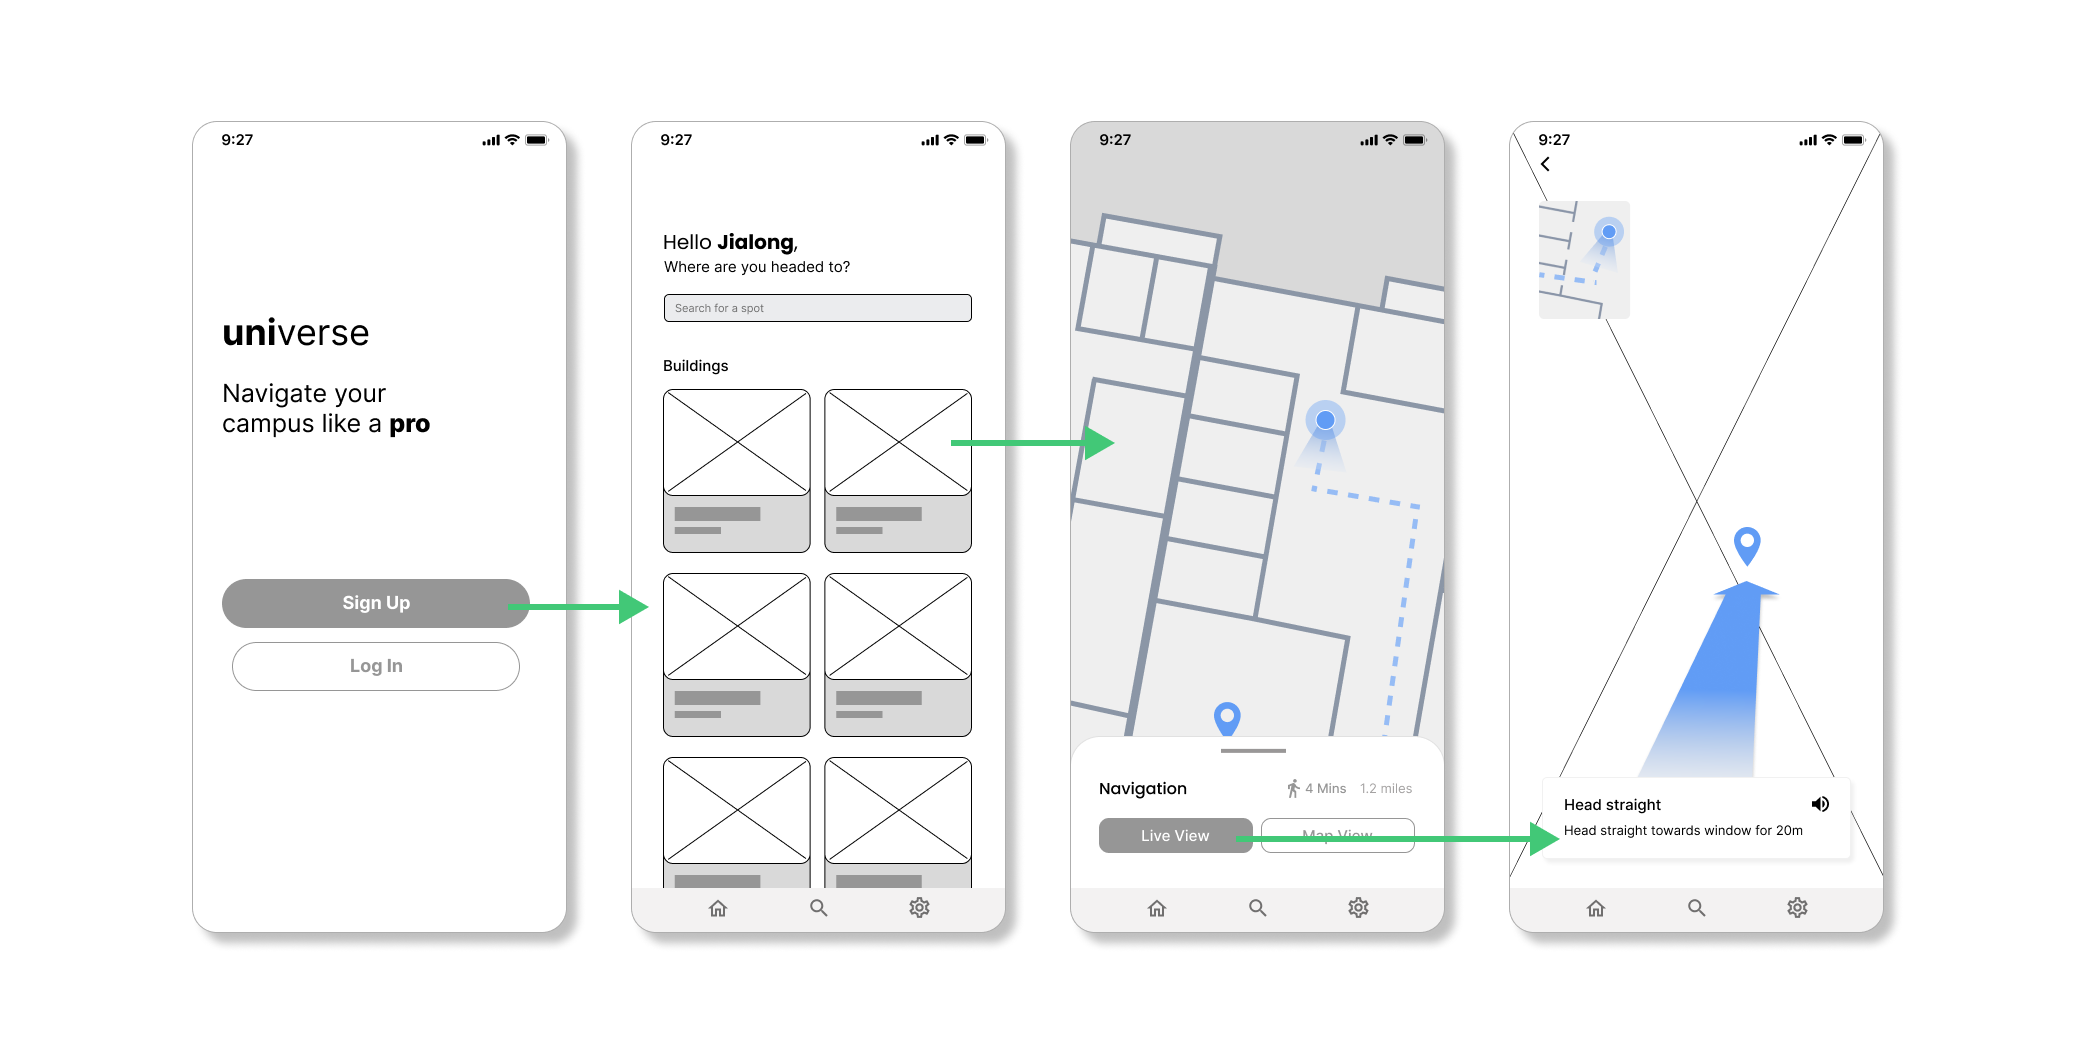 9:27
universe
Navigate your
campus like a pro
Sign Up
Log In
9:27
Hello Jialong,
Where are you headed to?
Search for a spot
Buildings
9:27
Navigation
4 Mins
1.2 miles
Live View
Map View
9:27
Head straight
Head straight towards window for 20m